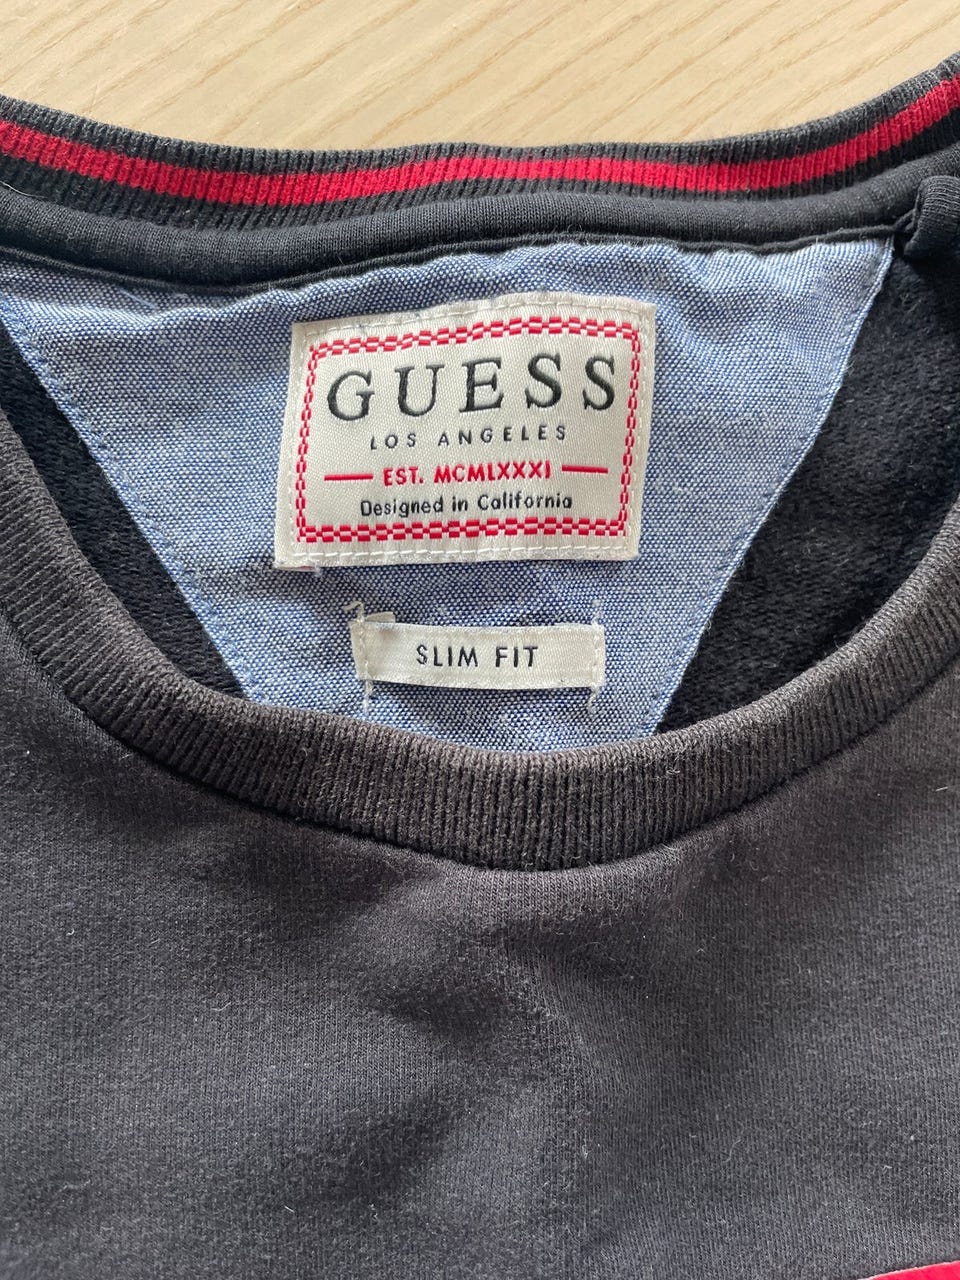 GUESS
LOS ANGELES
EST. MCMLXXXI
Designed in California
SLIM FIT